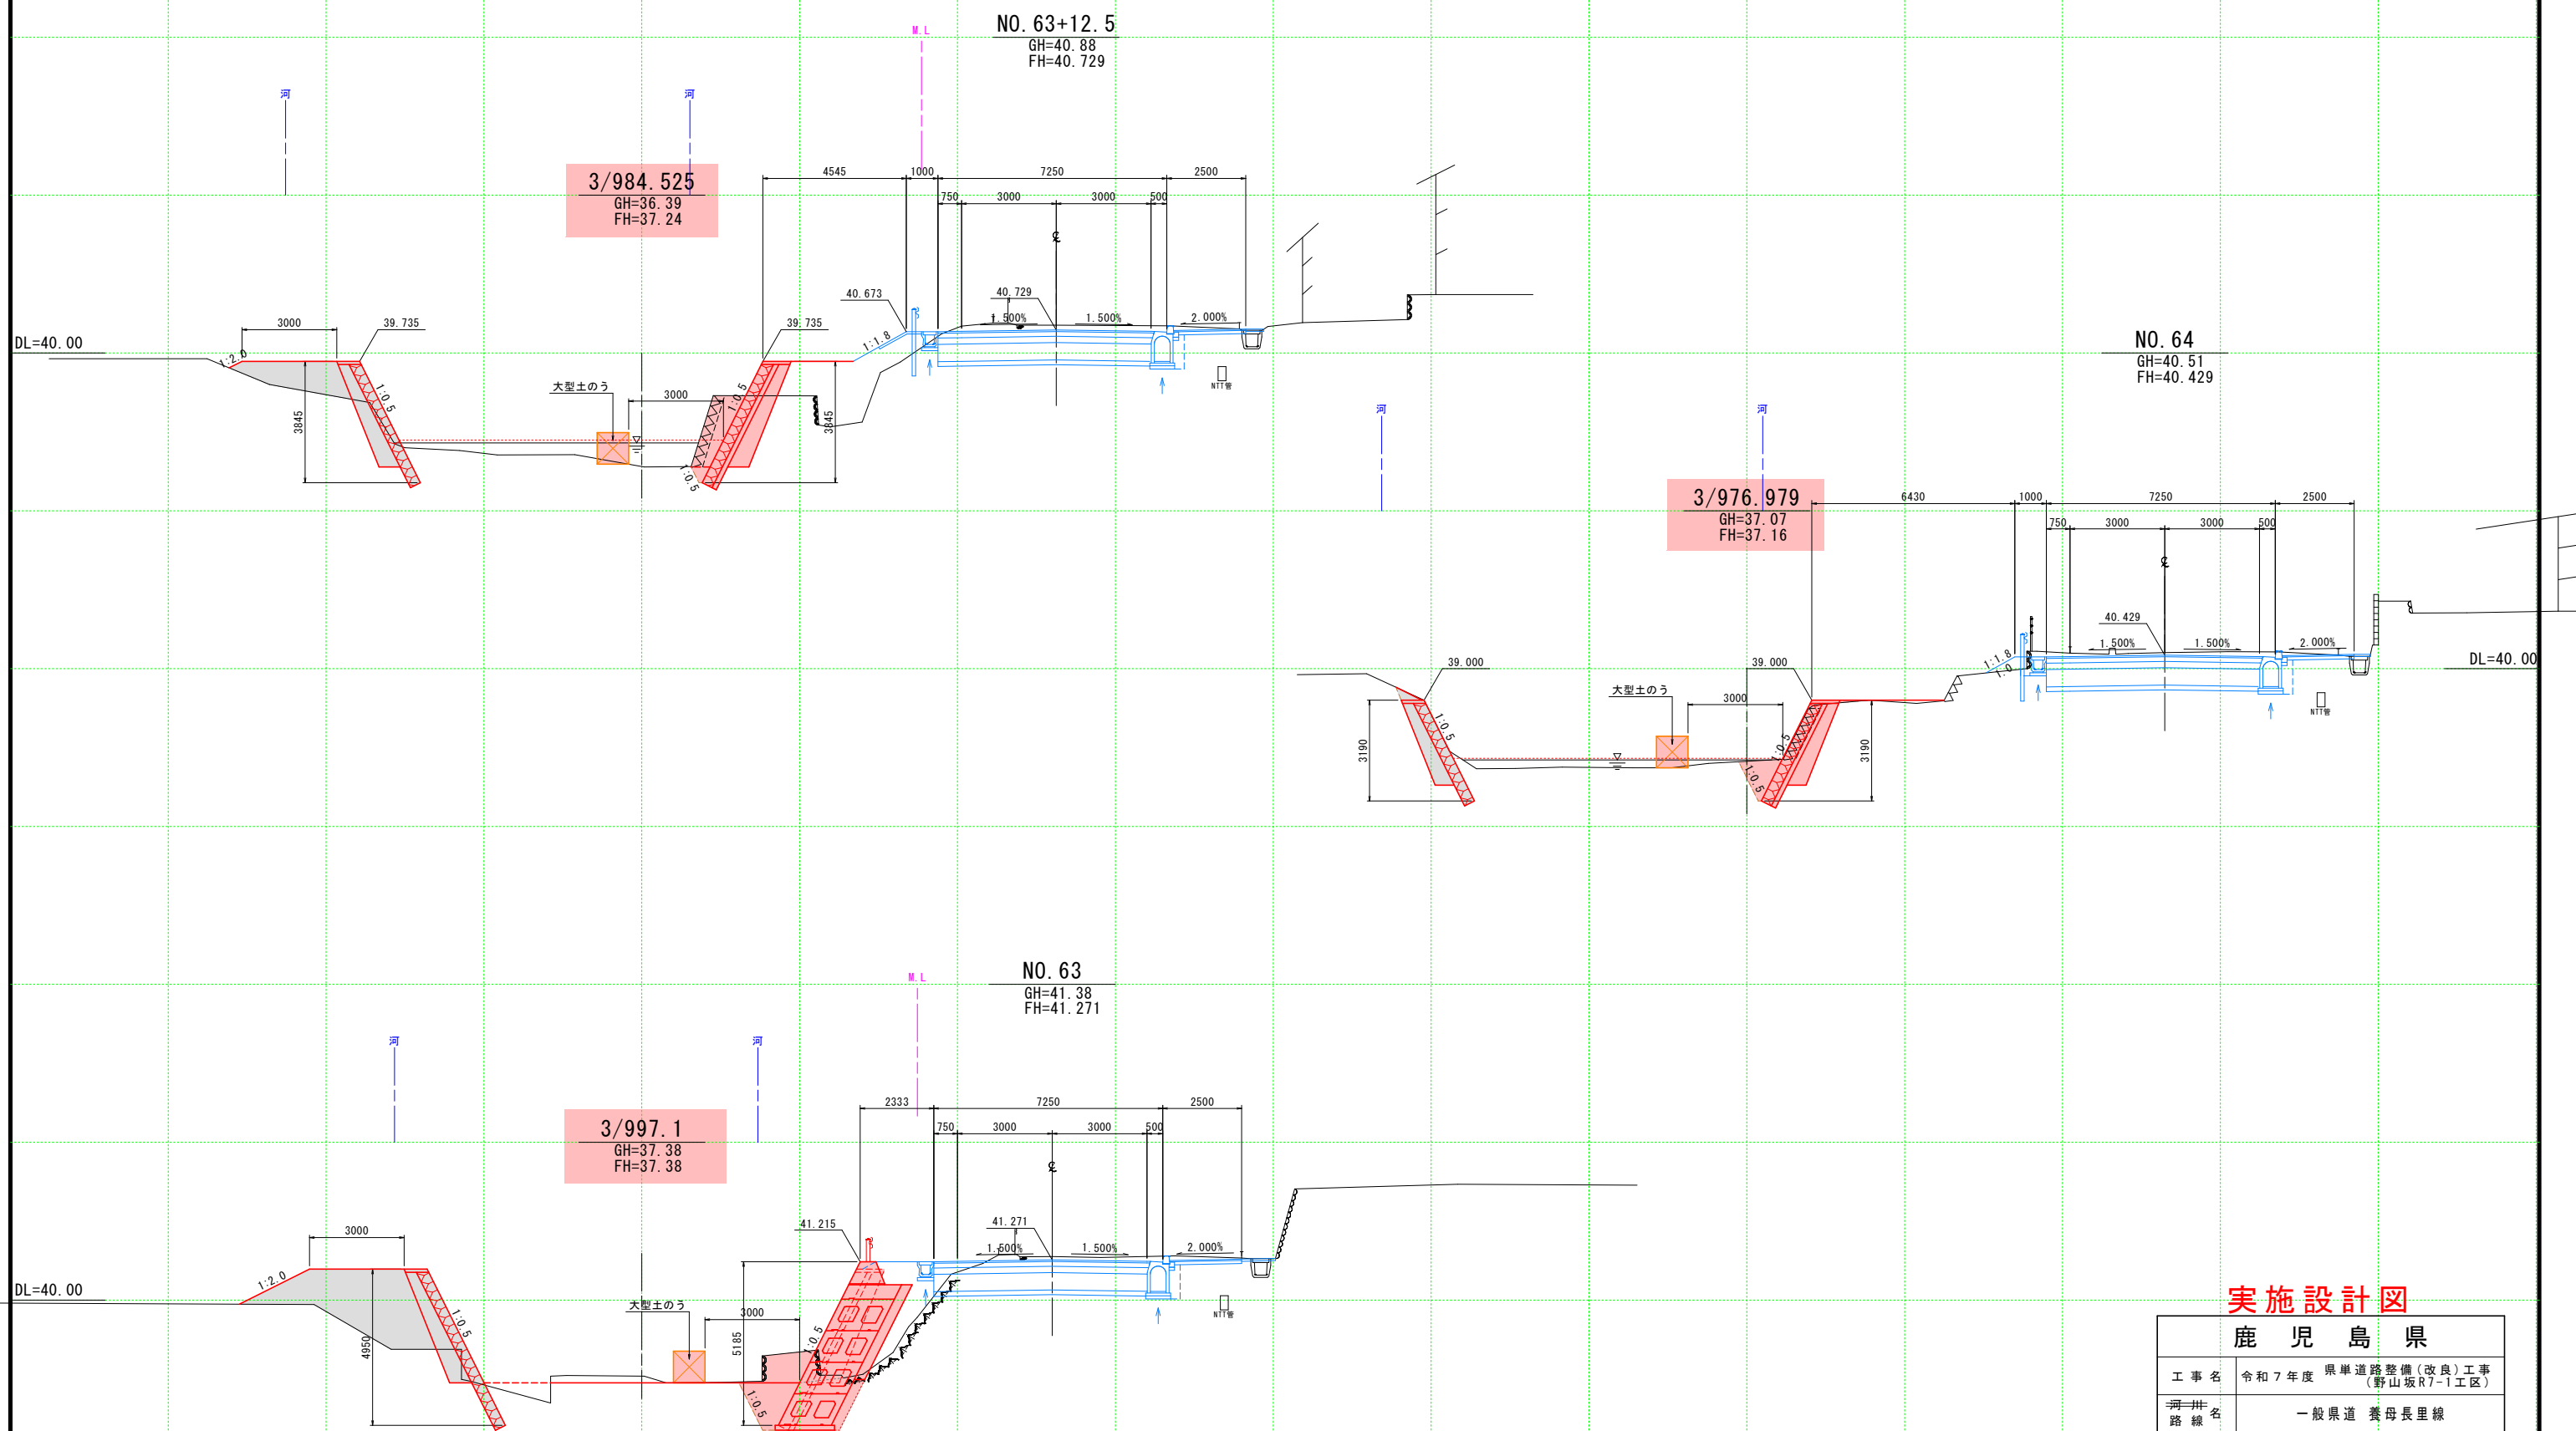 NO.63+12.5
GH=40.88
FH=40.729
M.L
河
河
3/984.525
GH=36.39
FH=37.24
4545
1000
7250
2500
750
3000
3000
500
℄
40.673
40.729
1.500%
1.500%
2.000%
1:1.8
3000
39.735
39.735
DL=40.00
1:2.0
1:0.5
3845
大型土のう
3000
1:0.5
3845
1:0.5
NTT管
NO.64
GH=40.51
FH=40.429
河
河
3/976.979
GH=37.07
FH=37.16
6430
1000
7250
2500
750
3000
3000
500
℄
40.429
1.500%
1.500%
2.000%
1:1.8
1:0
DL=40.00
39.000
39.000
大型土のう
3000
1:0.5
3190
1:0.5
3190
1:0.5
NTT管
NO.63
GH=41.38
FH=41.271
M.L
河
河
3/997.1
GH=37.38
FH=37.38
2333
7250
2500
750
3000
3000
500
℄
41.215
41.271
1.500%
1.500%
2.000%
3000
1:2.0
DL=40.00
1:0.5
4950
大型土のう
3000
5185
1:0.5
1:0.5
NTT管
実施設計図
鹿児島県
工事名 令和7年度 県単道路整備(改良)工事
(野山坂R7-1工区)
河川
路線名 一般県道 養母長里線